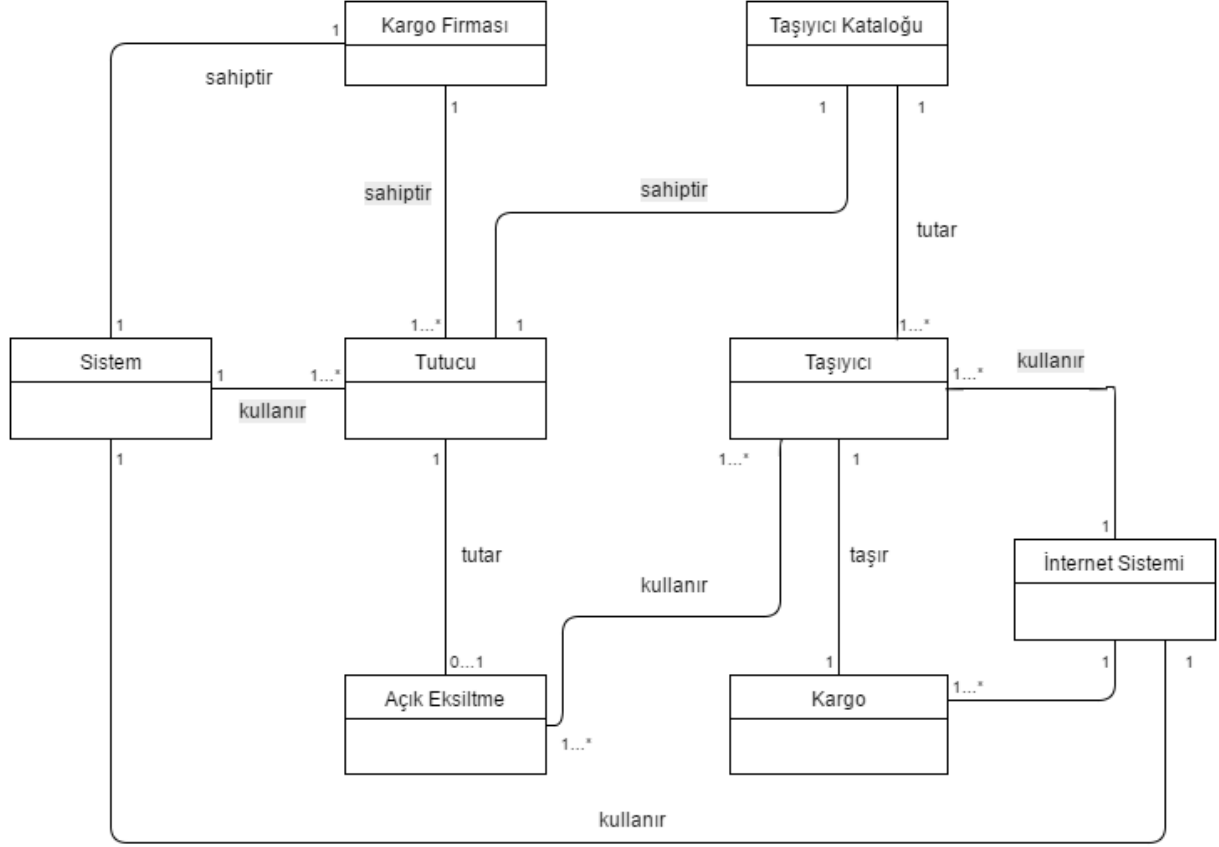 Kargo Firması
Taşıyıcı Kataloğu
1
sahiptir
1
1
1
sahiptir
sahiptir
tutar
1
1...*
1
1...*
Sistem
1
1...*
Tutucu
Taşıyıcı
1...*
kullanır
kullanır
1
1
1...*
1
1
tutar
taşır
İnternet Sistemi
kullanır
0...1
1
1
1
Açık Eksiltme
Kargo
1...*
1...*
kullanır